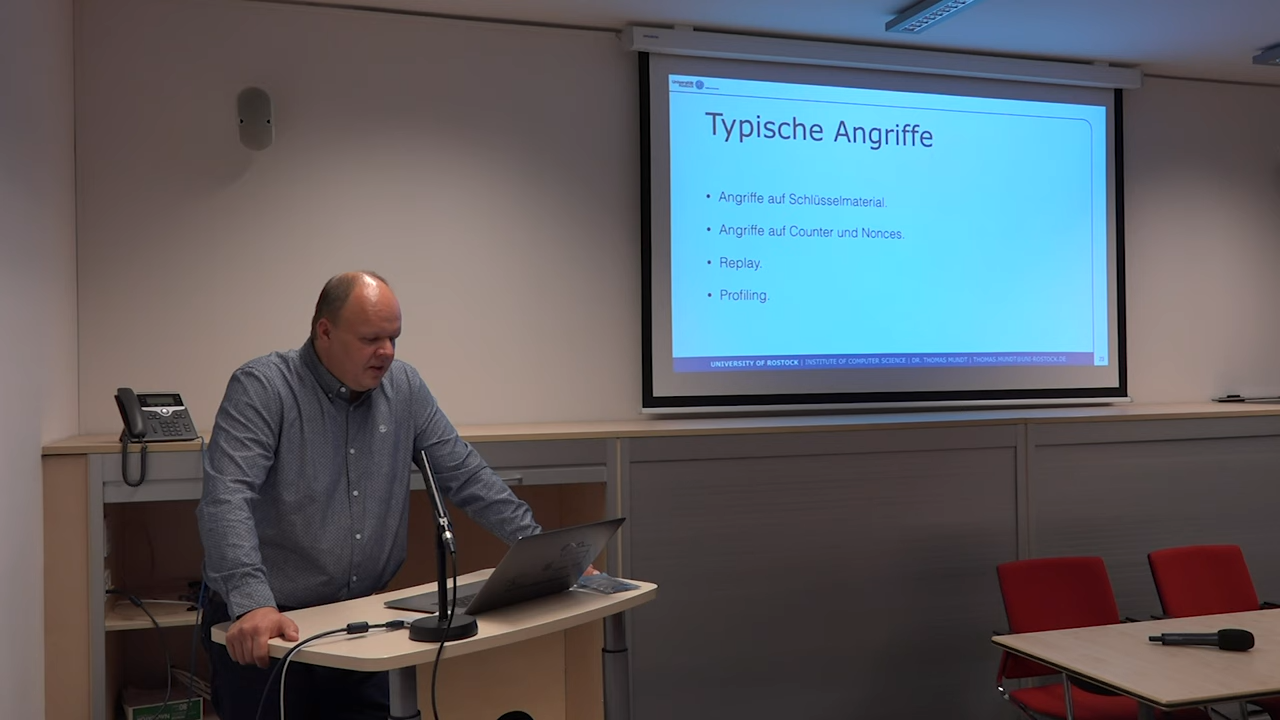 Typische Angriffe
• Angriffe auf Schlüsselmaterial.
• Angriffe auf Counter und Nonces.
• Replay.
• Profiling.
UNIVERSITY OF ROSTOCK | INSTITUTE OF COMPUTER SCIENCE | DR. THOMAS MUNDT | THOMAS.MUNDT@UNI-ROSTOCK.DE